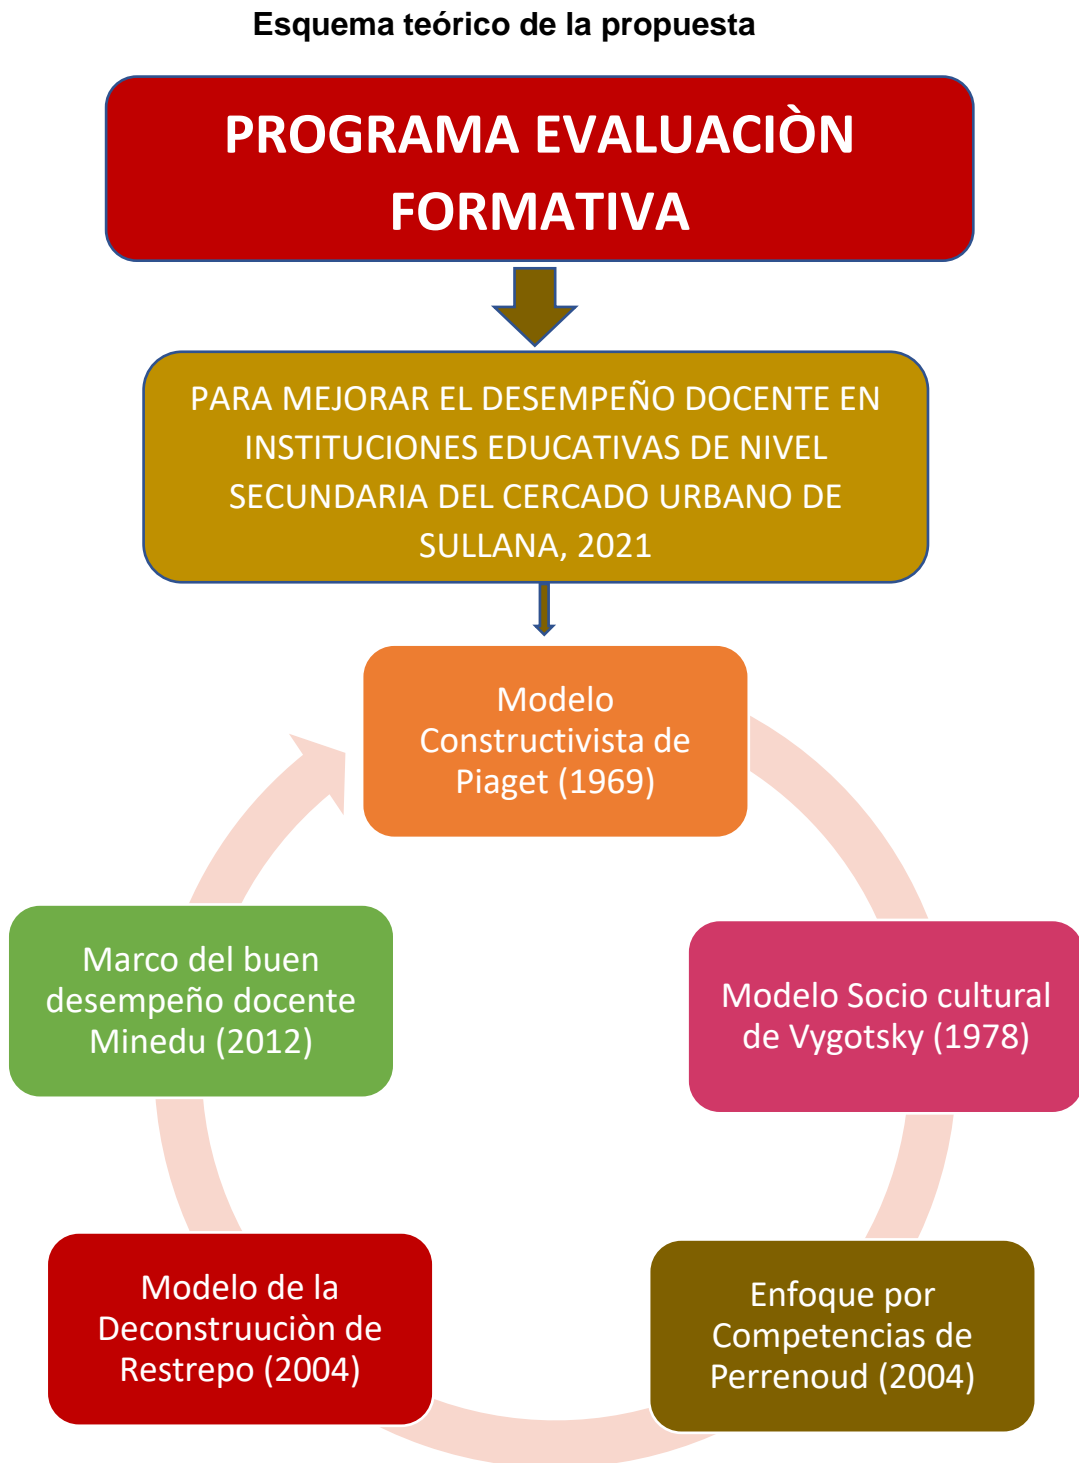 Esquema teórico de la propuesta
PROGRAMA EVALUACIÒN
FORMATIVA
PARA MEJORAR EL DESEMPEÑO DOCENTE EN
INSTITUCIONES EDUCATIVAS DE NIVEL
SECUNDARIA DEL CERCADO URBANO DE
SULLANA, 2021
Modelo
Constructivista de
Piaget (1969)
Modelo Socio cultural
de Vygotsky (1978)
Enfoque por
Competencias de
Perrenoud (2004)
Modelo de la
Deconstruuciòn de
Restrepo (2004)
Marco del buen
desempeño docente
Minedu (2012)